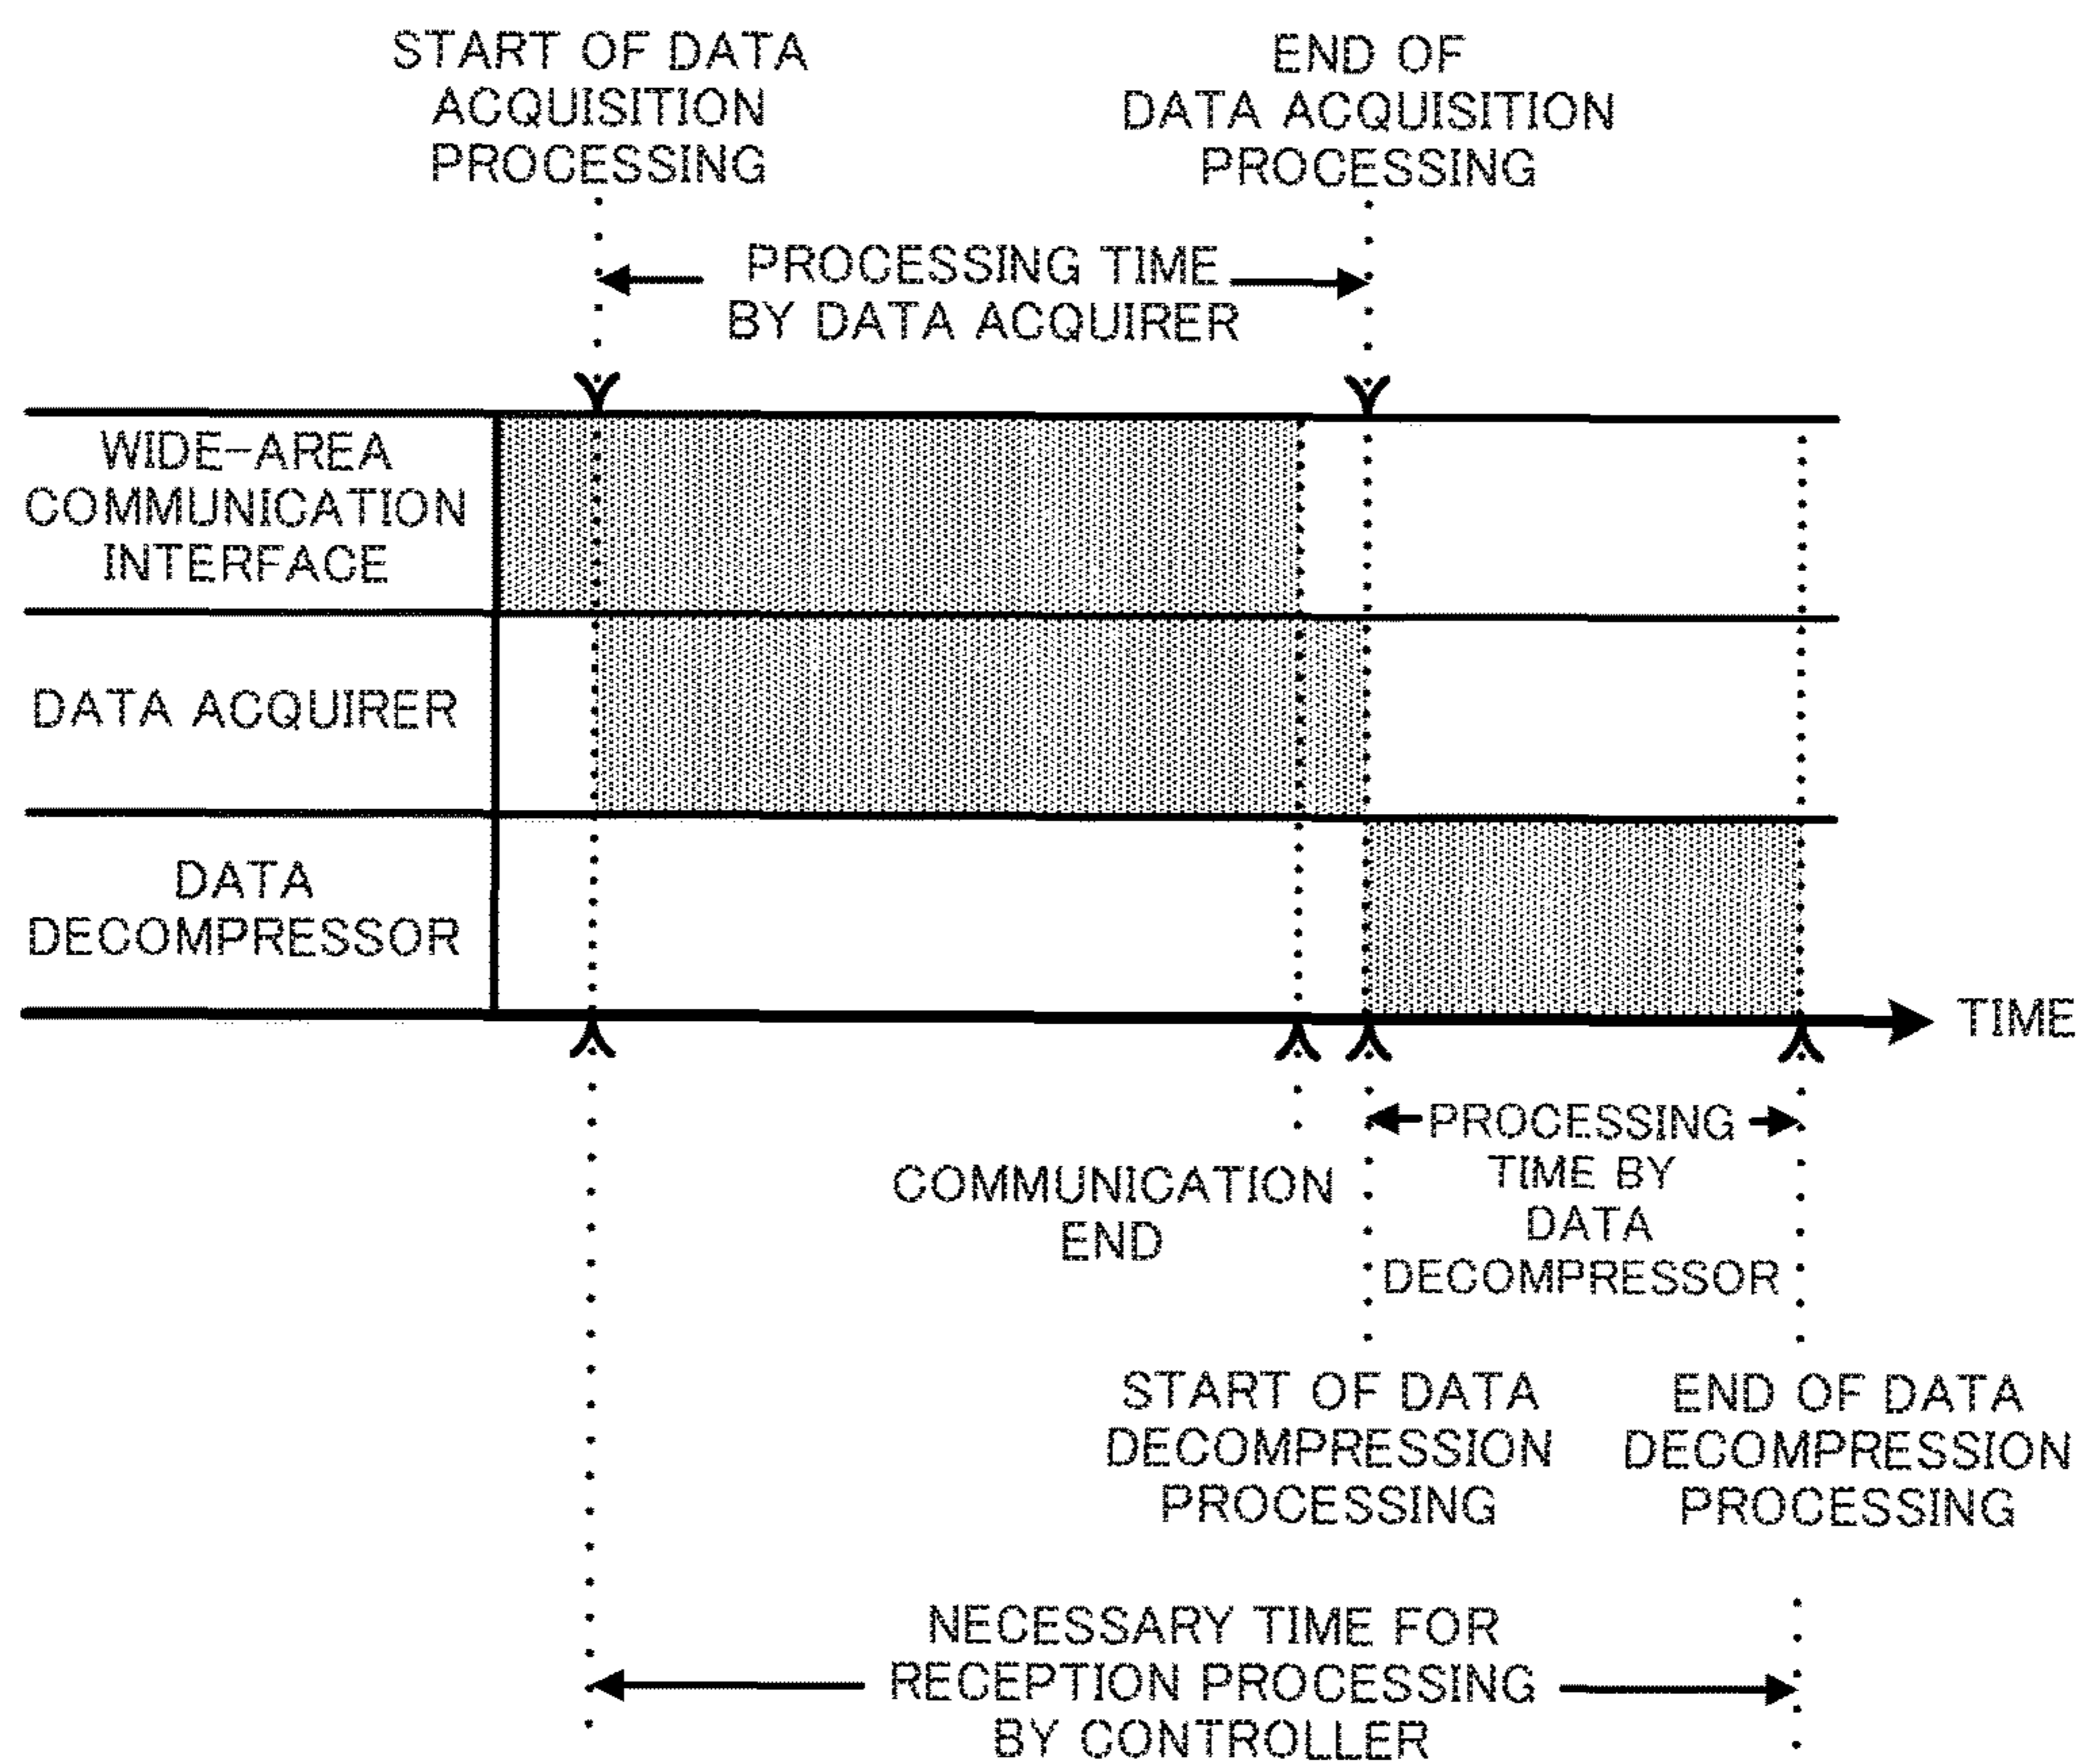 START OF DATA
ACQUISITION
PROCESSING
END OF
DATA ACQUISITION
PROCESSING
PROCESSING TIME
BY DATA ACQUIRER
WIDE-AREA
COMMUNICATION
INTERFACE
DATA ACQUIRER
DATA
DECOMPRESSOR
TIME
PROCESSING
TIME BY
DATA
DECOMPRESSOR
COMMUNICATION
END
START OF DATA
DECOMPRESSION
PROCESSING
END OF DATA
DECOMPRESSION
PROCESSING
NECESSARY TIME FOR
RECEPTION PROCESSING
BY CONTROLLER